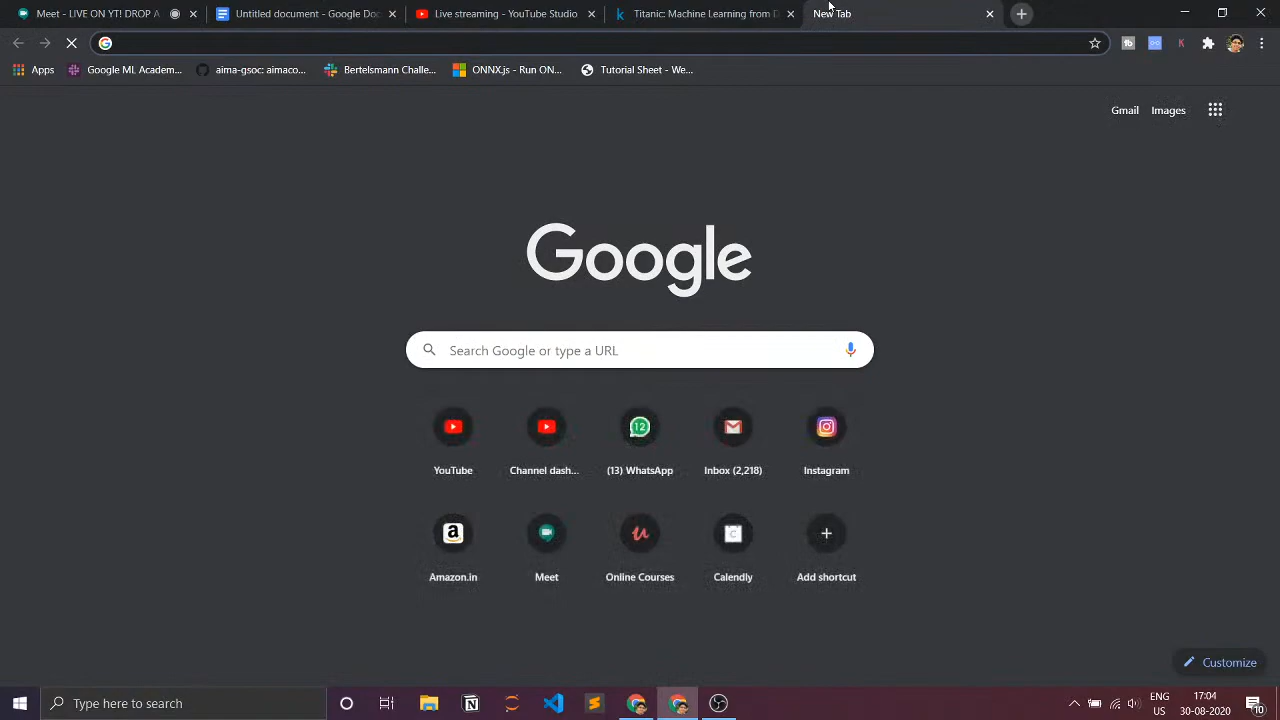 Meet - LIVE ON YT! DROP A
Untitled document - Google Doc
Live streaming - YouTube Studio
Titanic: Machine Learning from D
New Tab
Apps
Google ML Academ...
aima-gsoc: aimaco...
Bertelsmann Challe...
ONNX.js - Run ON...
Tutorial Sheet - We...
Gmail
Images
Google
Search Google or type a URL
YouTube
Channel dash...
12
(13) WhatsApp
Inbox (2,218)
Instagram
Amazon.in
Meet
Online Courses
Calendly
Add shortcut
Customize
Type here to search
ENG
US
17:04
30-08-2020
10